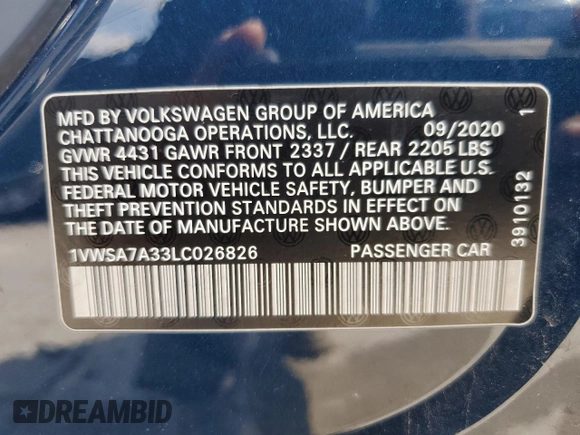 MFD BY VOLKSWAGEN GROUP OF AMERICA
CHATTANOOGA OPERATIONS, LLC. 09/2020
GVWR 4431 GAWR FRONT 2337 / REAR 2205 LBS
THIS VEHICLE CONFORMS TO ALL APPLICABLE U.S.
FEDERAL MOTOR VEHICLE SAFETY, BUMPER AND
THEFT PREVENTION STANDARDS IN EFFECT ON
THE DATE OF MANUFACTURE SHOWN ABOVE.
1VWSA7A33LC026826 PASSENGER CAR
3910132 1
DREAMBID